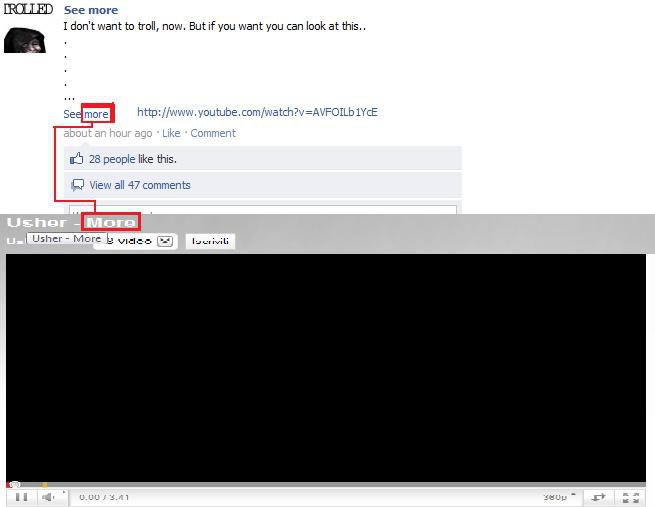 TROLLED
See more
I don't want to troll, now. But if you want you can look at this..
.
.
.
.
...
See more http://www.youtube.com/watch?v=AVFOILb1YcE
about an hour ago · Like · Comment
28 people like this.
View all 47 comments
Usher - More
Usher - More
video Iscriviti
0:00 / 3:41 360p